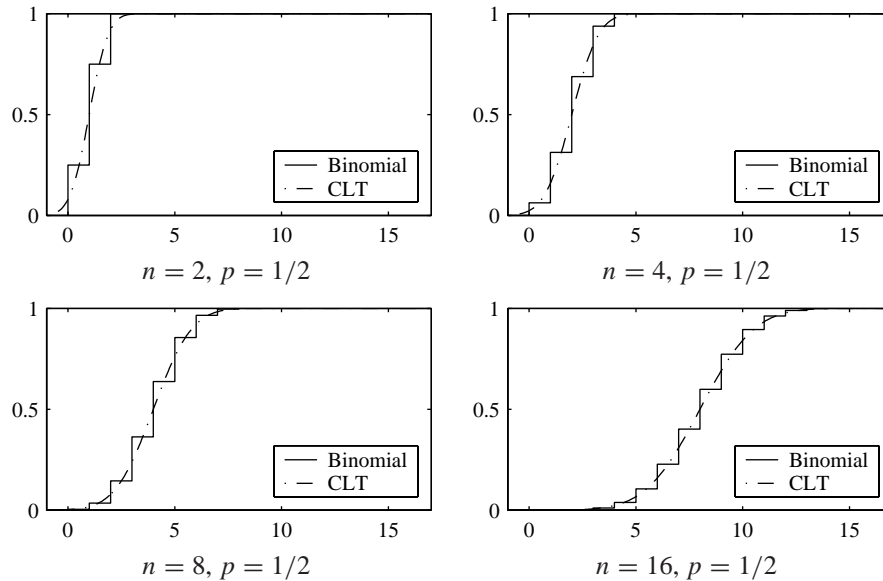 1
0.5
0
0 5 10 15
Binomial
CLT
n = 2, p = 1/2
1
0.5
0
0 5 10 15
Binomial
CLT
n = 4, p = 1/2
1
0.5
0
0 5 10 15
Binomial
CLT
n = 8, p = 1/2
1
0.5
0
0 5 10 15
Binomial
CLT
n = 16, p = 1/2